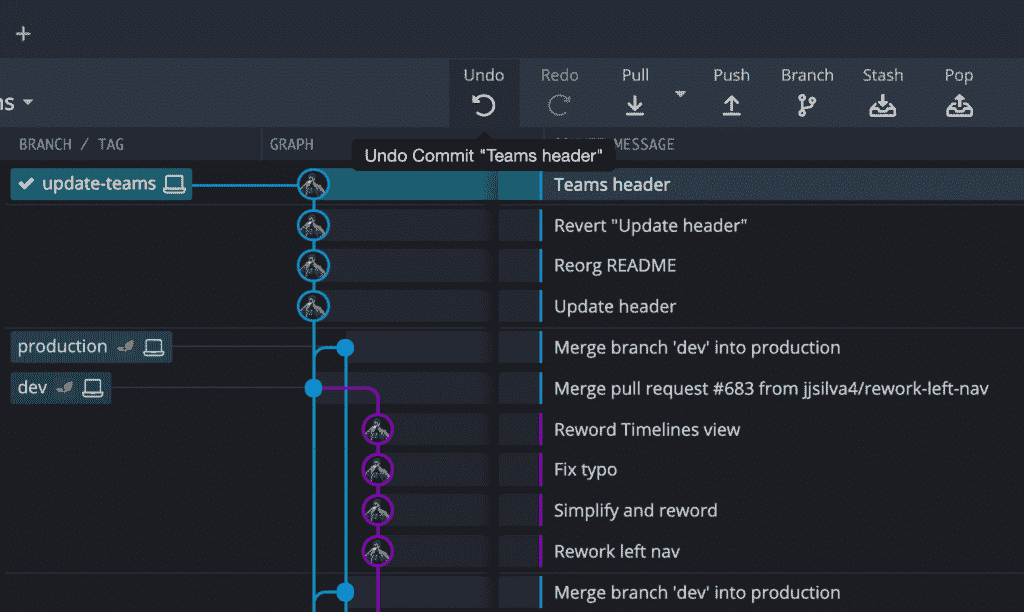 +
Undo Redo Pull Push Branch Stash Pop
BRANCH / TAG GRAPH MESSAGE
Undo Commit "Teams header"
update-teams Teams header
Revert "Update header"
Reorg README
Update header
production Merge branch 'dev' into production
dev Merge pull request #683 from jjsilva4/rework-left-nav
Reword Timelines view
Fix typo
Simplify and reword
Rework left nav
Merge branch 'dev' into production